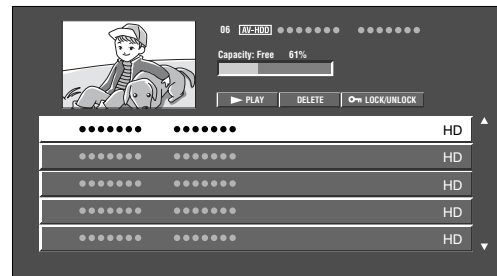 06 AV-HDD ●●●●●●● ●●●●●●●
Capacity: Free 61%
PLAY DELETE LOCK/UNLOCK
●●●●●●● ●●●●●●● HD
●●●●●●● ●●●●●●● HD
●●●●●●● ●●●●●●● HD
●●●●●●● ●●●●●●● HD
●●●●●●● ●●●●●●● HD